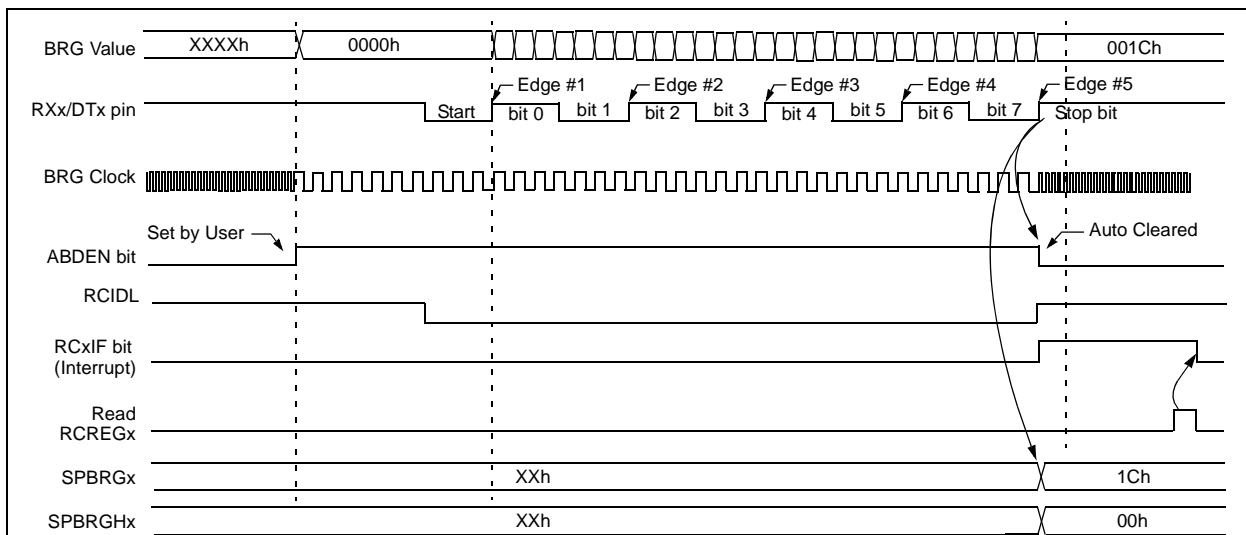 BRG Value XXXXh 0000h 001Ch
Edge #1 Edge #2 Edge #3 Edge #4 Edge #5
RXx/DTx pin Start bit 0 bit 1 bit 2 bit 3 bit 4 bit 5 bit 6 bit 7 Stop bit
BRG Clock
Set by User Auto Cleared
ABDEN bit
RCIDL
RCxIF bit
(Interrupt)
Read
RCREGx
SPBRGx XXh 1Ch
SPBRGHx XXh 00h